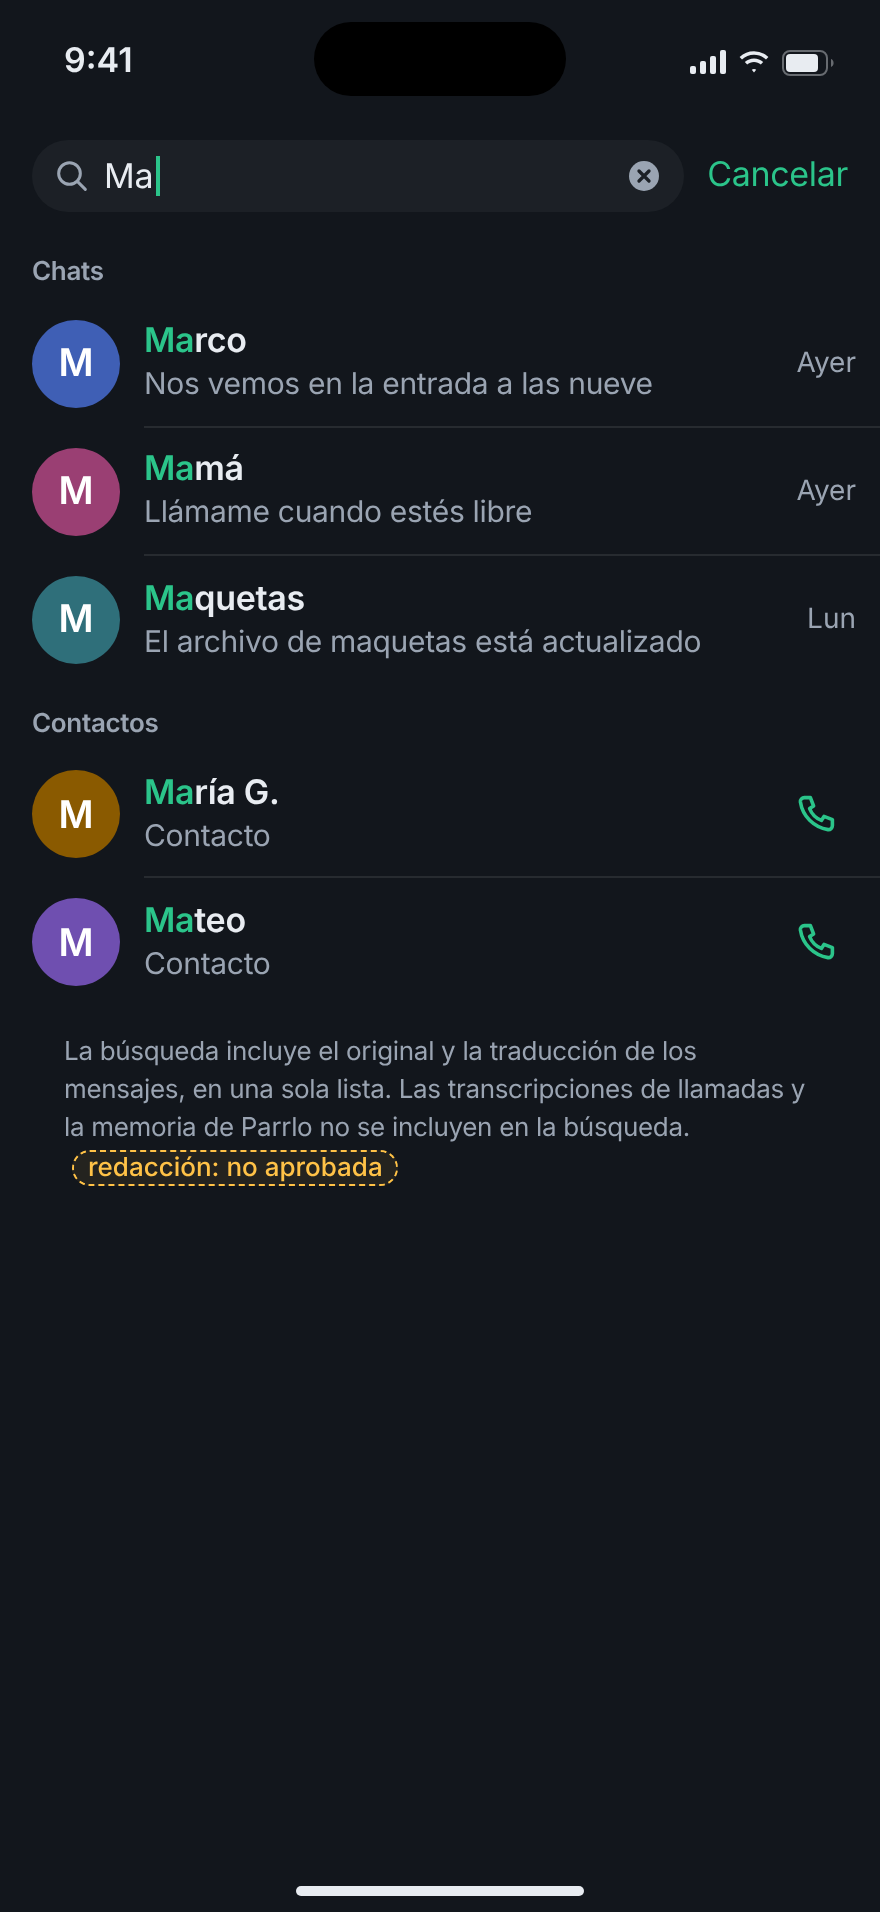 9:41
Ma
Cancelar
Chats
M
Marco
Nos vemos en la entrada a las nueve
Ayer
M
Mamá
Llámame cuando estés libre
Ayer
M
Maquetas
El archivo de maquetas está actualizado
Lun
Contactos
M
María G.
Contacto
M
Mateo
Contacto
La búsqueda incluye el original y la traducción de los
mensajes, en una sola lista. Las transcripciones de llamadas y
la memoria de Parrlo no se incluyen en la búsqueda.
redacción: no aprobada